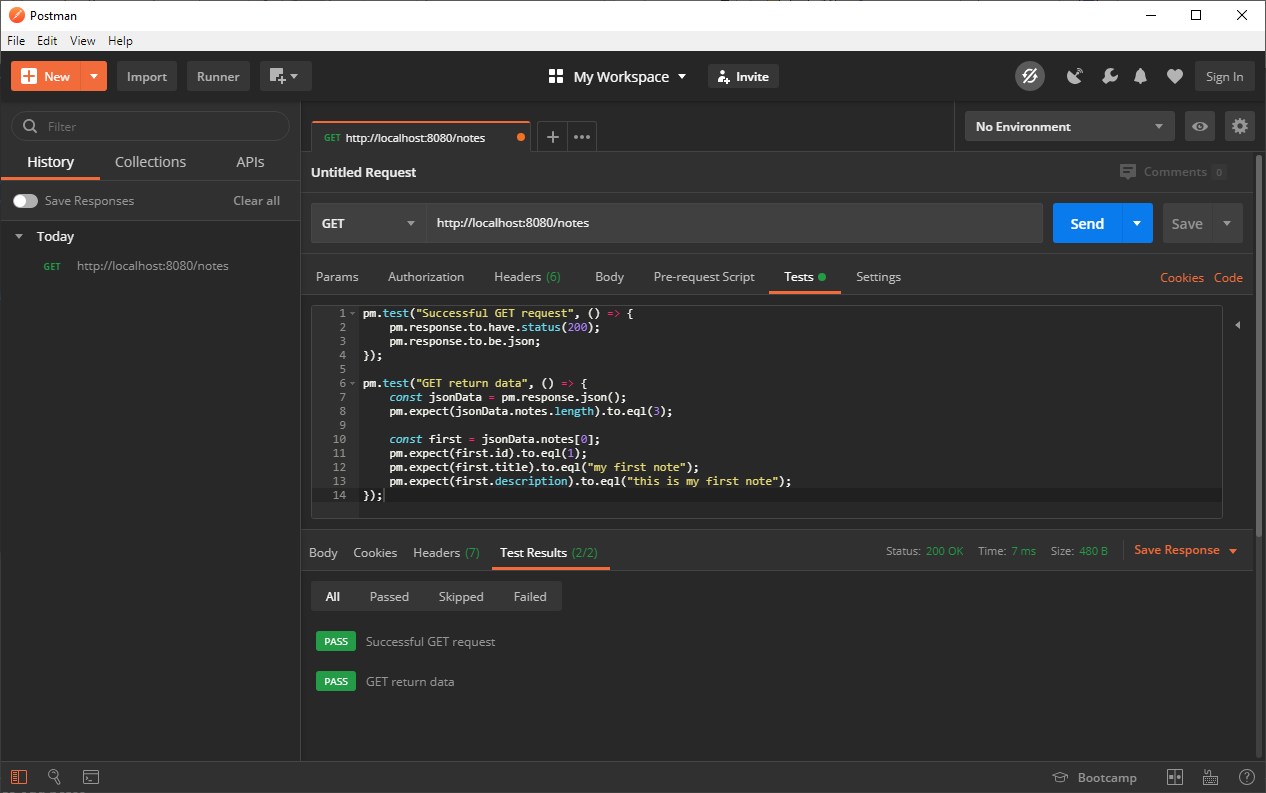 Postman
File Edit View Help
New Import Runner My Workspace Invite Sign In
Filter
History Collections APIs
Save Responses Clear all
Today
GET http://localhost:8080/notes
GET http://localhost:8080/notes
No Environment
Untitled Request
Comments 0
GET http://localhost:8080/notes Send Save
Params Authorization Headers (6) Body Pre-request Script Tests Settings Cookies Code
1 pm.test("Successful GET request", () => {
2 pm.response.to.have.status(200);
3 pm.response.to.be.json;
4 });
5
6 pm.test("GET return data", () => {
7 const jsonData = pm.response.json();
8 pm.expect(jsonData.notes.length).to.eql(3);
9
10 const first = jsonData.notes[0];
11 pm.expect(first.id).to.eql(1);
12 pm.expect(first.title).to.eql("my first note");
13 pm.expect(first.description).to.eql("this is my first note");
14 });
Body Cookies Headers (7) Test Results (2/2) Status: 200 OK Time: 7 ms Size: 480 B Save Response
All Passed Skipped Failed
PASS Successful GET request
PASS GET return data
Bootcamp